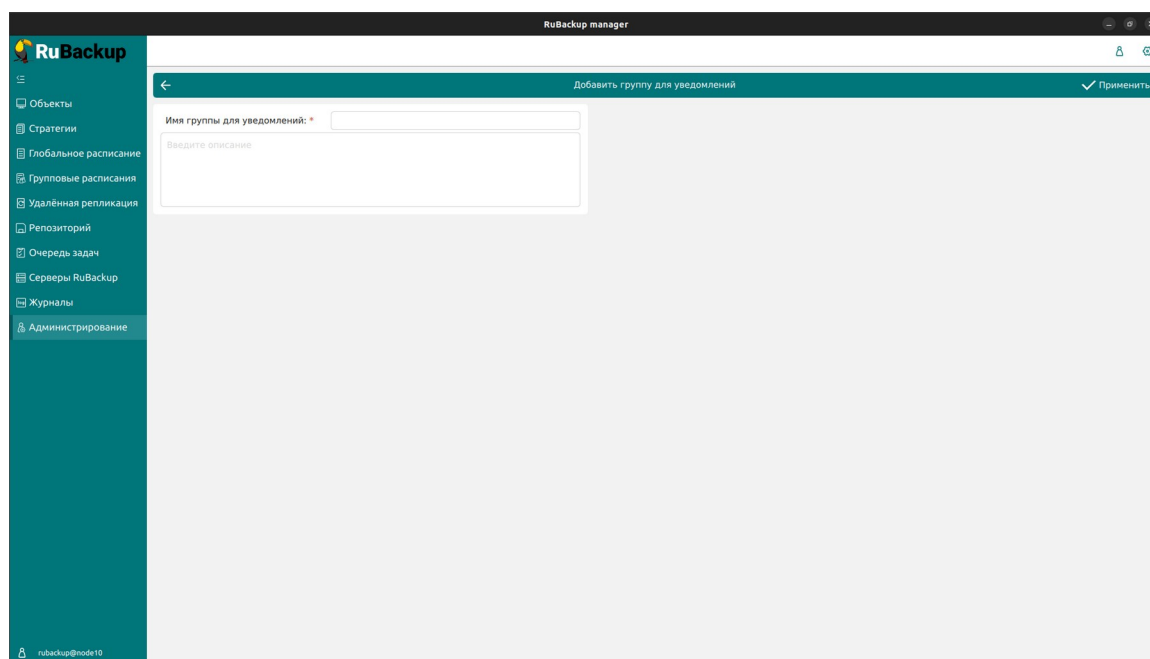 RuBackup manager
RuBackup
Добавить группу для уведомлений
Применить
Объекты
Стратегии
Глобальное расписание
Групповые расписания
Удалённая репликация
Репозиторий
Очередь задач
Серверы RuBackup
Журналы
Администрирование
Имя группы для уведомлений: *
Введите описание
rubackup@node10